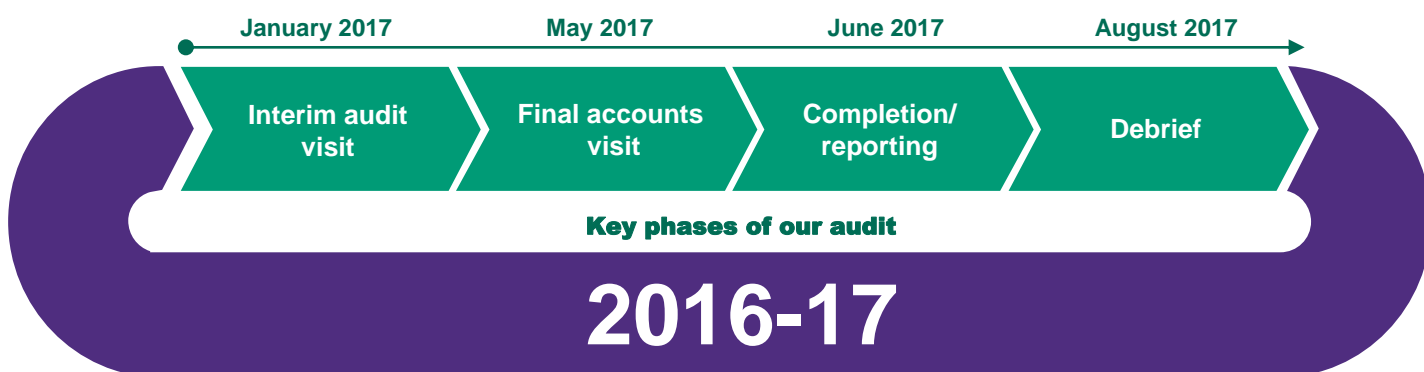 January 2017
May 2017
June 2017
August 2017
Interim audit
visit
Final accounts
visit
Completion/
reporting
Debrief
Key phases of our audit
2016-17